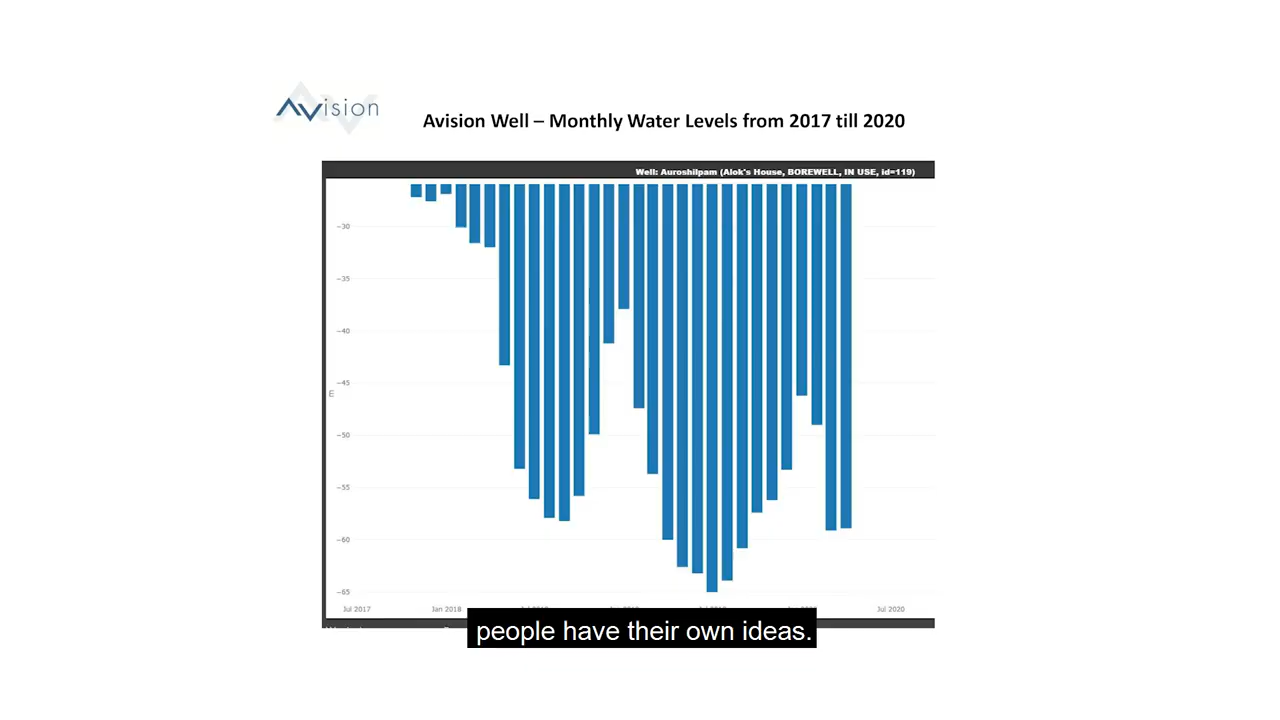 Avision
Avision Well – Monthly Water Levels from 2017 till 2020
Well: Auroshilpam (Alok's House, BOREWELL, IN USE, id=119)
−30
−35
−40
−45
E
−50
−55
−60
−65
Jul 2017 Jan 2018 Jul 2020
people have their own ideas.